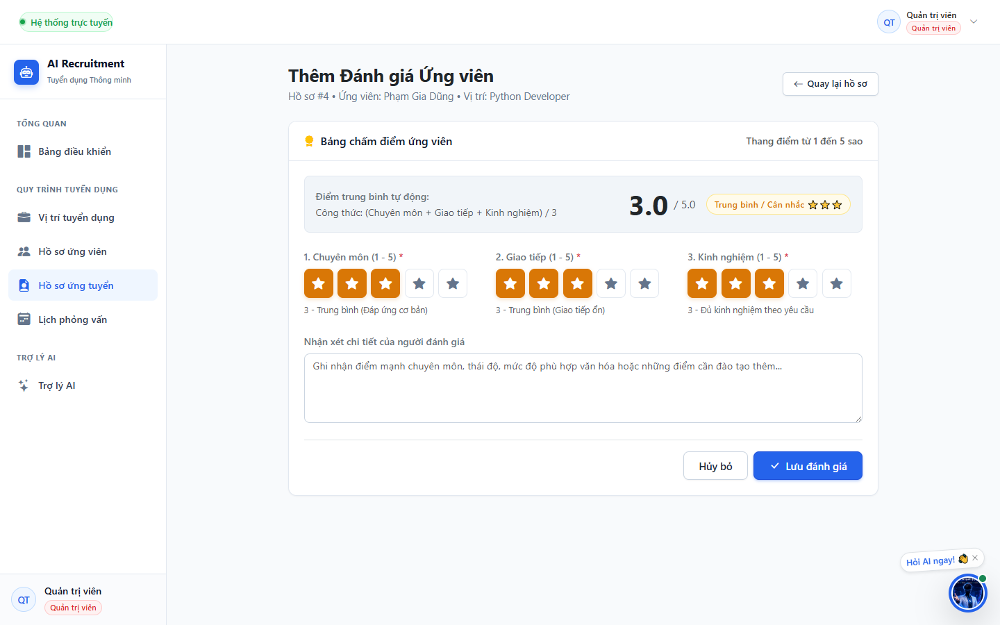 Hệ thống trực tuyến
QT
Quản trị viên
Quản trị viên
AI Recruitment
Tuyển dụng Thông minh
TỔNG QUAN
Bảng điều khiển
QUY TRÌNH TUYỂN DỤNG
Vị trí tuyển dụng
Hồ sơ ứng viên
Hồ sơ ứng tuyển
Lịch phỏng vấn
TRỢ LÝ AI
Trợ lý AI
QT
Quản trị viên
Quản trị viên
Thêm Đánh giá Ứng viên
Hồ sơ #4 • Ứng viên: Phạm Gia Dũng • Vị trí: Python Developer
← Quay lại hồ sơ
Bảng chấm điểm ứng viên
Thang điểm từ 1 đến 5 sao
Điểm trung bình tự động:
Công thức: (Chuyên môn + Giao tiếp + Kinh nghiệm) / 3
3.0 / 5.0
Trung bình / Cân nhắc ⭐⭐⭐
1. Chuyên môn (1 - 5) *
3 - Trung bình (Đáp ứng cơ bản)
2. Giao tiếp (1 - 5) *
3 - Trung bình (Giao tiếp ổn)
3. Kinh nghiệm (1 - 5) *
3 - Đủ kinh nghiệm theo yêu cầu
Nhận xét chi tiết của người đánh giá
Ghi nhận điểm mạnh chuyên môn, thái độ, mức độ phù hợp văn hóa hoặc những điểm cần đào tạo thêm...
Hủy bỏ
Lưu đánh giá
Hỏi AI ngay! 👏